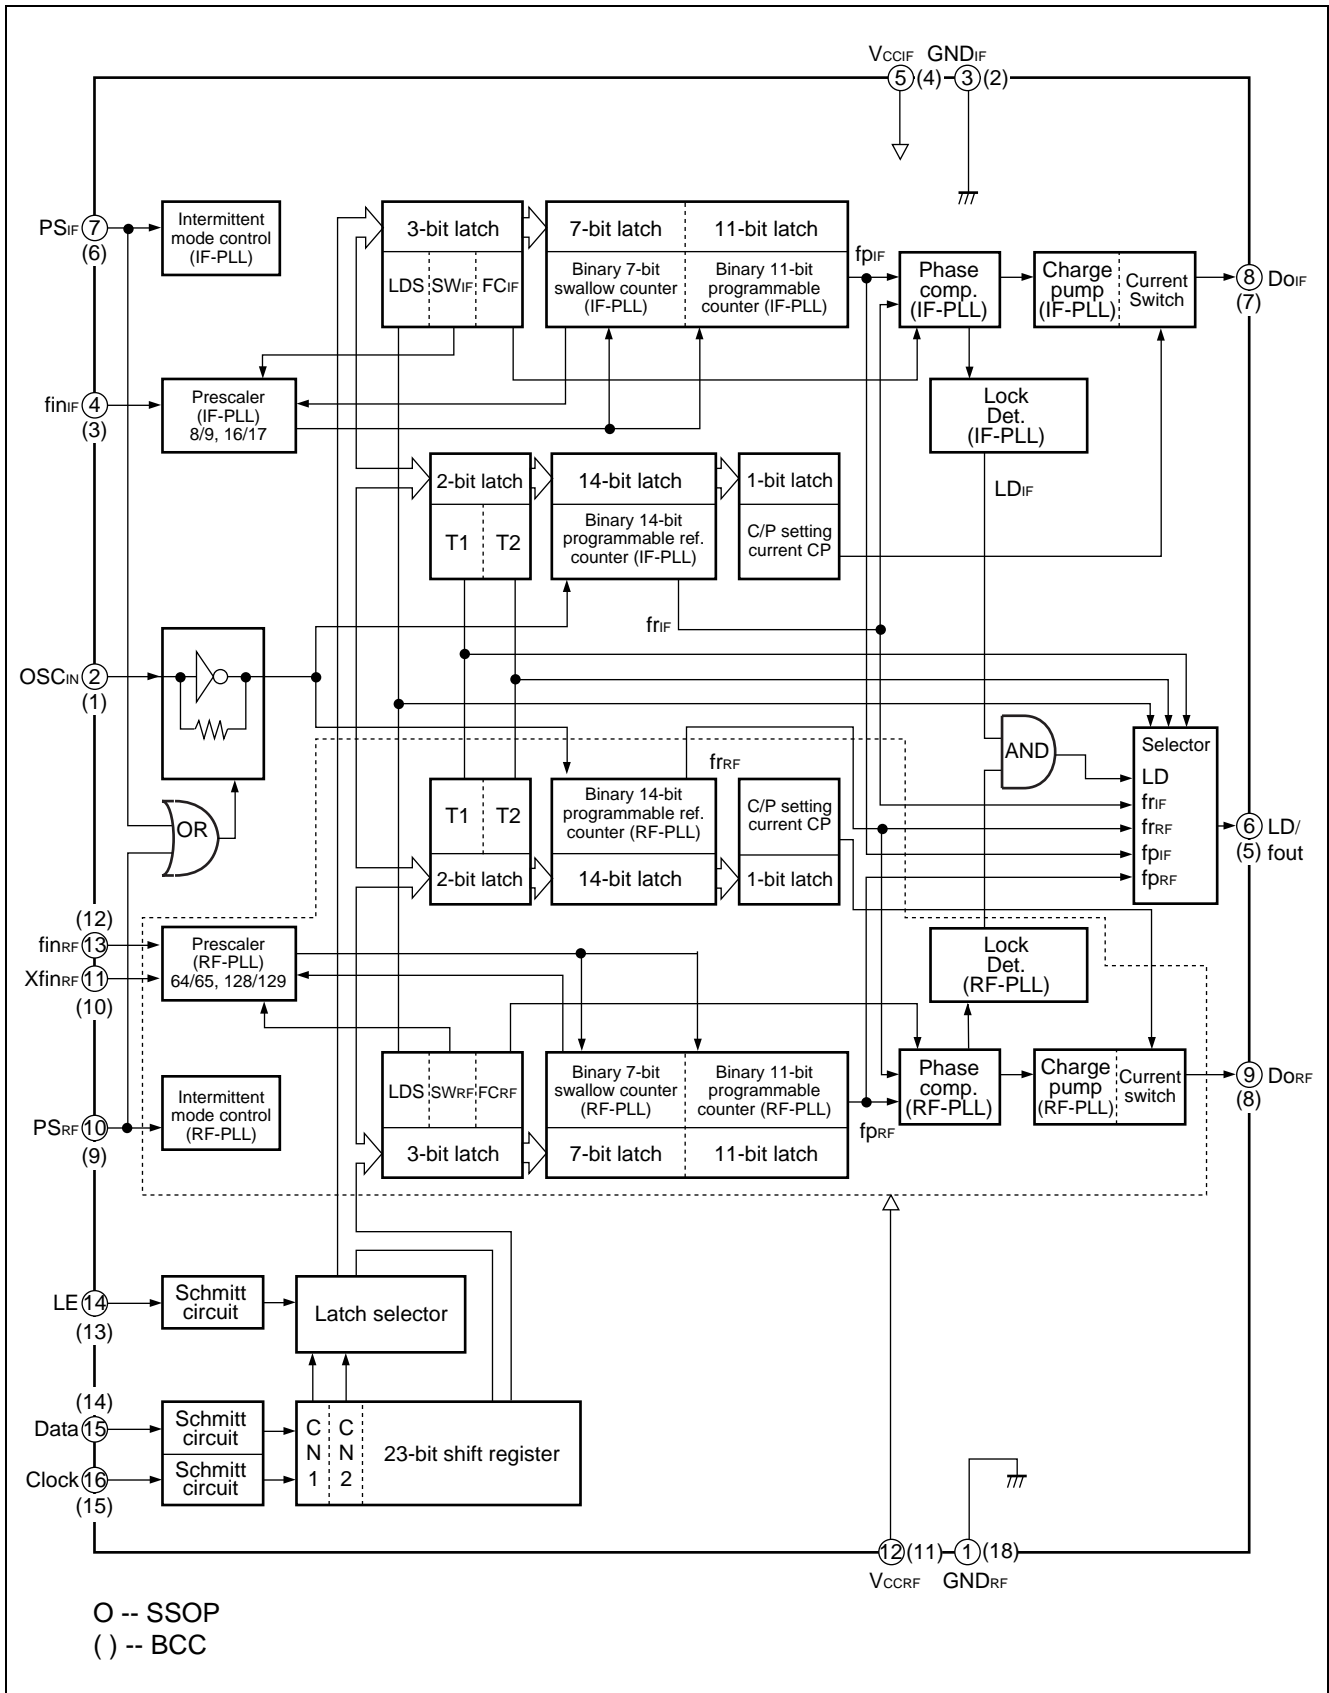 VCCIF GNDIF
5 (4) 3 (2)
PSIF 7
(6)
Intermittent
mode control
(IF-PLL)
3-bit latch
LDS SWIF FCIF
7-bit latch 11-bit latch
Binary 7-bit
swallow counter
(IF-PLL)
Binary 11-bit
programmable
counter (IF-PLL)
fpIF
Phase
comp.
(IF-PLL)
Charge
pump
(IF-PLL)
Current
Switch
8 DoIF
(7)
finIF 4
(3)
Prescaler
(IF-PLL)
8/9, 16/17
Lock
Det.
(IF-PLL)
2-bit latch
T1 T2
14-bit latch
Binary 14-bit
programmable ref.
counter (IF-PLL)
1-bit latch
C/P setting
current CP
LDIF
frIF
OSCIN 2
(1)
OR
frRF
T1 T2
2-bit latch
Binary 14-bit
programmable ref.
counter (RF-PLL)
14-bit latch
C/P setting
current CP
1-bit latch
AND
Selector
LD
frIF
frRF
fpIF
fpRF
6 LD/
(5) fout
(12)
finRF 13
XfinRF 11
(10)
Prescaler
(RF-PLL)
64/65, 128/129
Lock
Det.
(RF-PLL)
LDS SWRF FCRF
3-bit latch
Binary 7-bit
swallow counter
(RF-PLL)
Binary 11-bit
programmable
counter (RF-PLL)
7-bit latch 11-bit latch
fpRF
Phase
comp.
(RF-PLL)
Charge
pump
(RF-PLL)
Current
switch
9 DoRF
(8)
PSRF 10
(9)
Intermittent
mode control
(RF-PLL)
LE 14
(13)
Schmitt
circuit
Latch selector
(14)
Data 15
Clock 16
(15)
Schmitt
circuit
Schmitt
circuit
C
N
1
C
N
2
23-bit shift register
12 (11) 1 (18)
VCCRF GNDRF
O -- SSOP
( ) -- BCC